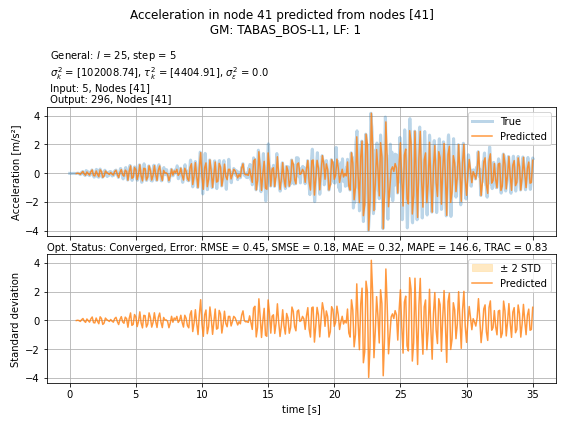 Acceleration in node 41 predicted from nodes [41]
GM: TABAS_BOS-L1, LF: 1
General: l = 25, step = 5
σ²ₖ = [102008.74], τ²ₖ = [4404.91], σ²ε = 0.0
Input: 5, Nodes [41]
Output: 296, Nodes [41]
Acceleration [m/s²]
4
2
0
−2
−4
True
Predicted
Opt. Status: Converged, Error: RMSE = 0.45, SMSE = 0.18, MAE = 0.32, MAPE = 146.6, TRAC = 0.83
Standard deviation
4
2
0
−2
−4
± 2 STD
Predicted
0 5 10 15 20 25 30 35
time [s]